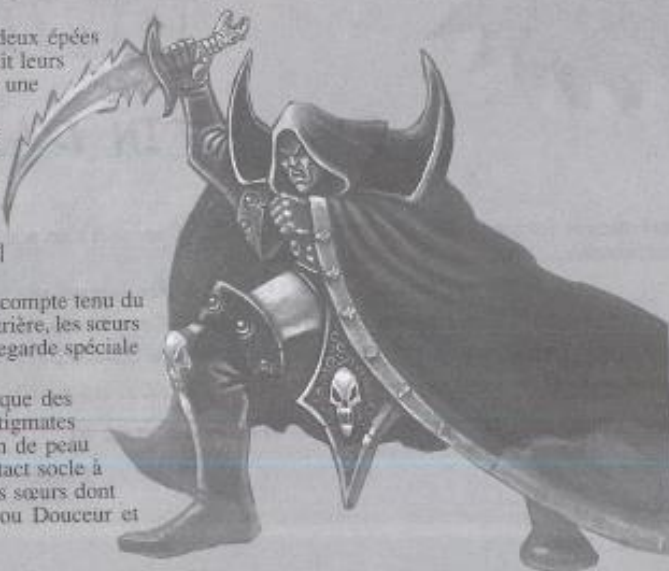 deux épées
it leurs
une
compte tenu du
rière, les sœurs
egarde spéciale
que des
tigmates
n de peau
tact socle à
s sœurs dont
ou Douceur et